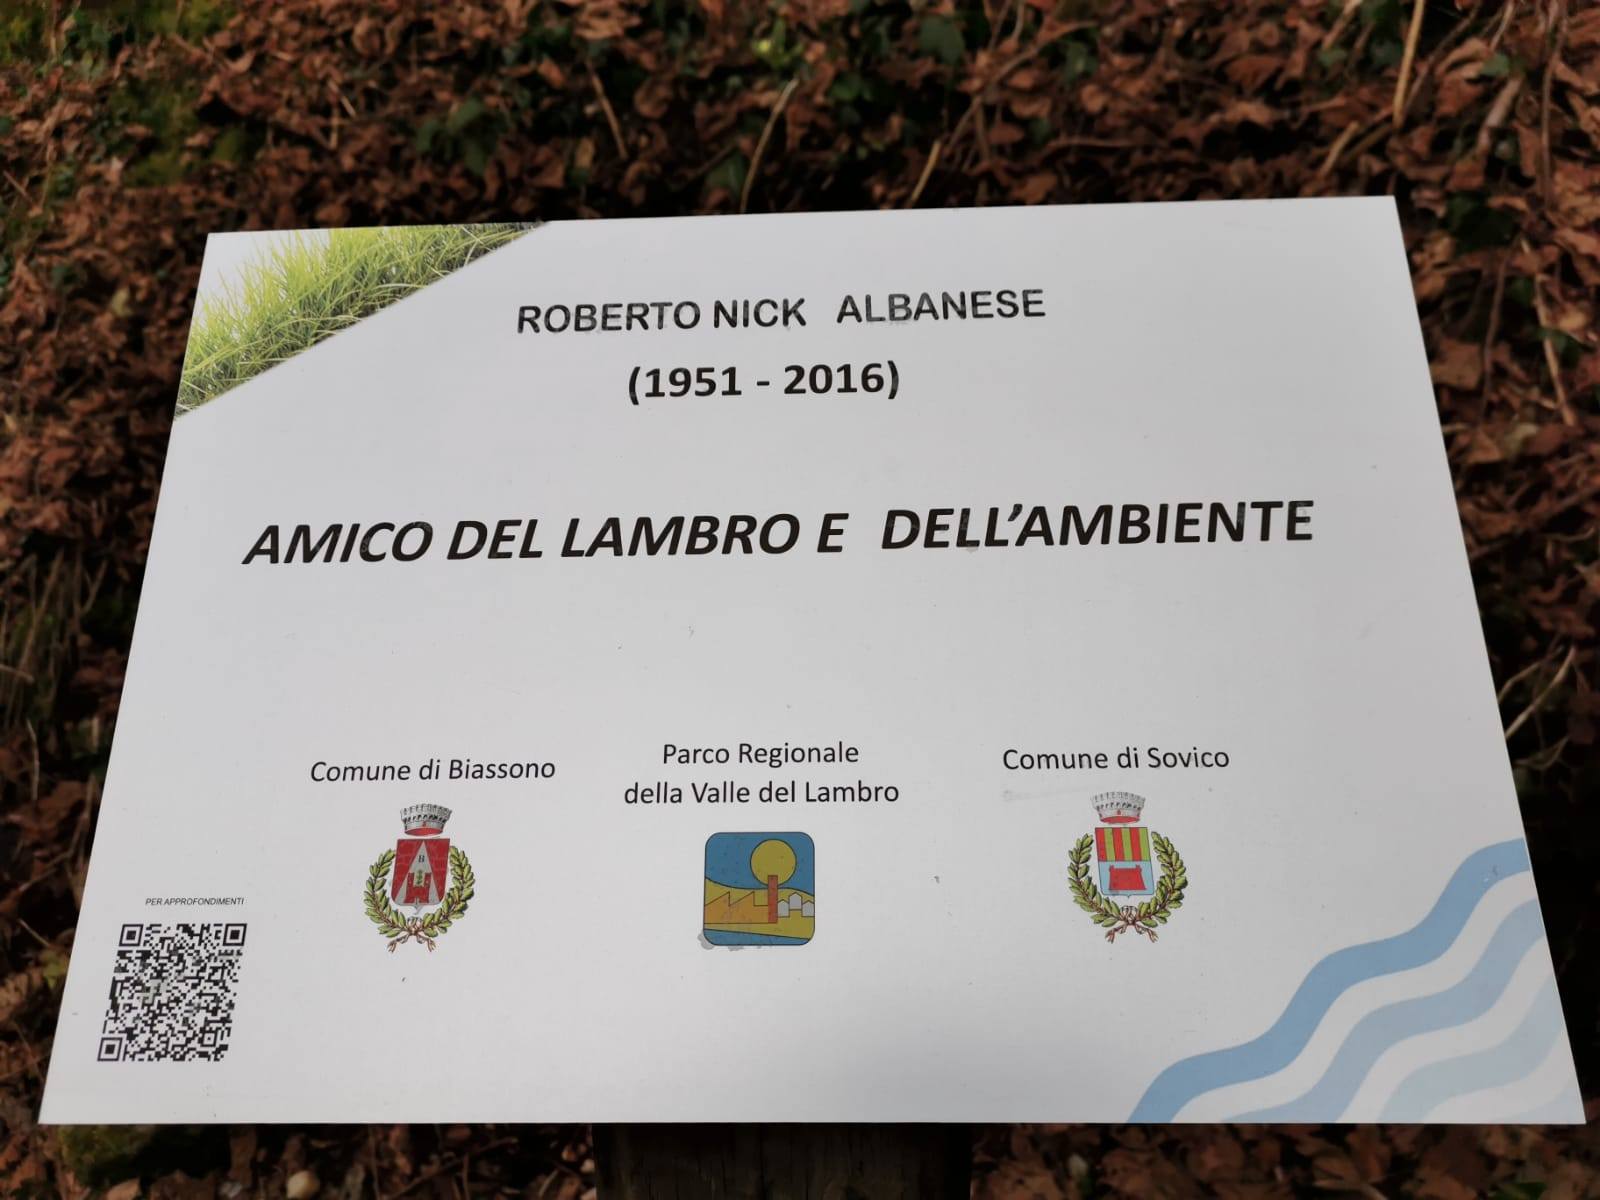 ROBERTO NICK ALBANESE
(1951 - 2016)
AMICO DEL LAMBRO E DELL'AMBIENTE
Comune di Biassono
Parco Regionale
della Valle del Lambro
Comune di Sovico
B
PER APPROFONDIMENTI